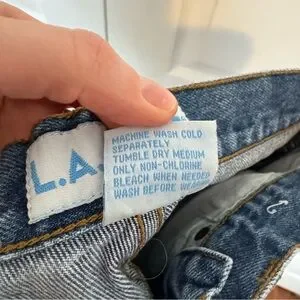 L.A.
MACHINE WASH COLD
SEPARATELY
TUMBLE DRY MEDIUM
ONLY NON-CHLORINE
BLEACH WHEN NEEDED
WASH BEFORE WEAR